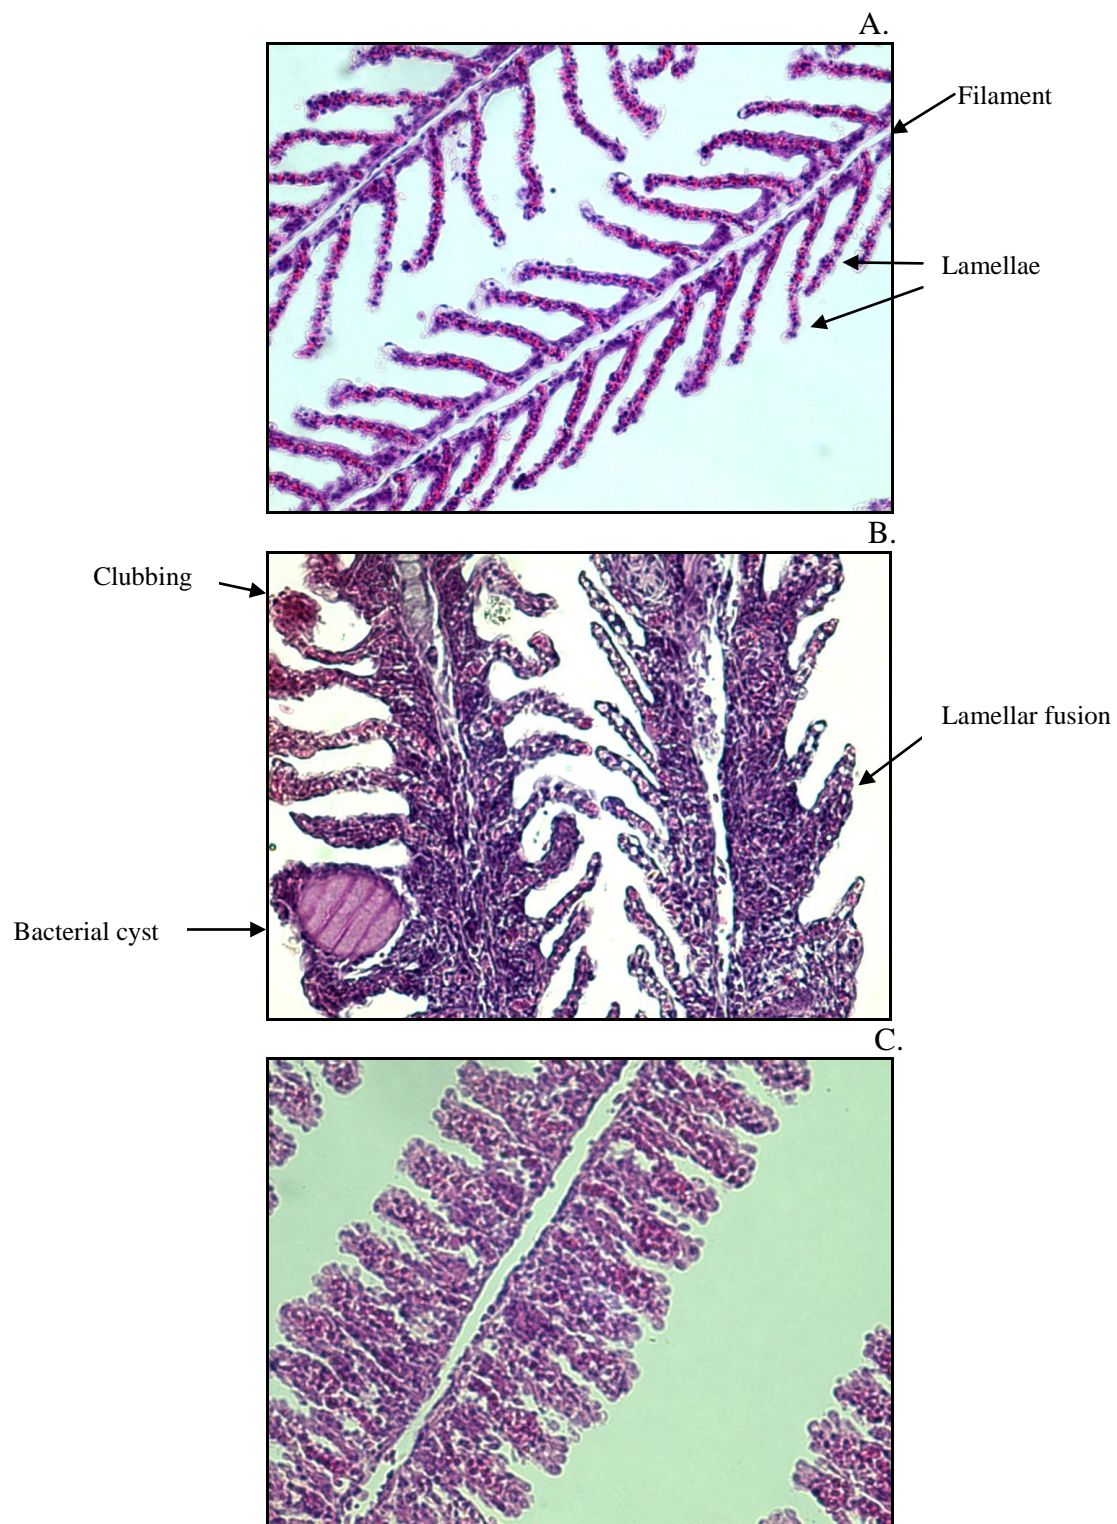 A.
Filament
Lamellae
B.
Clubbing
Lamellar fusion
Bacterial cyst
C.